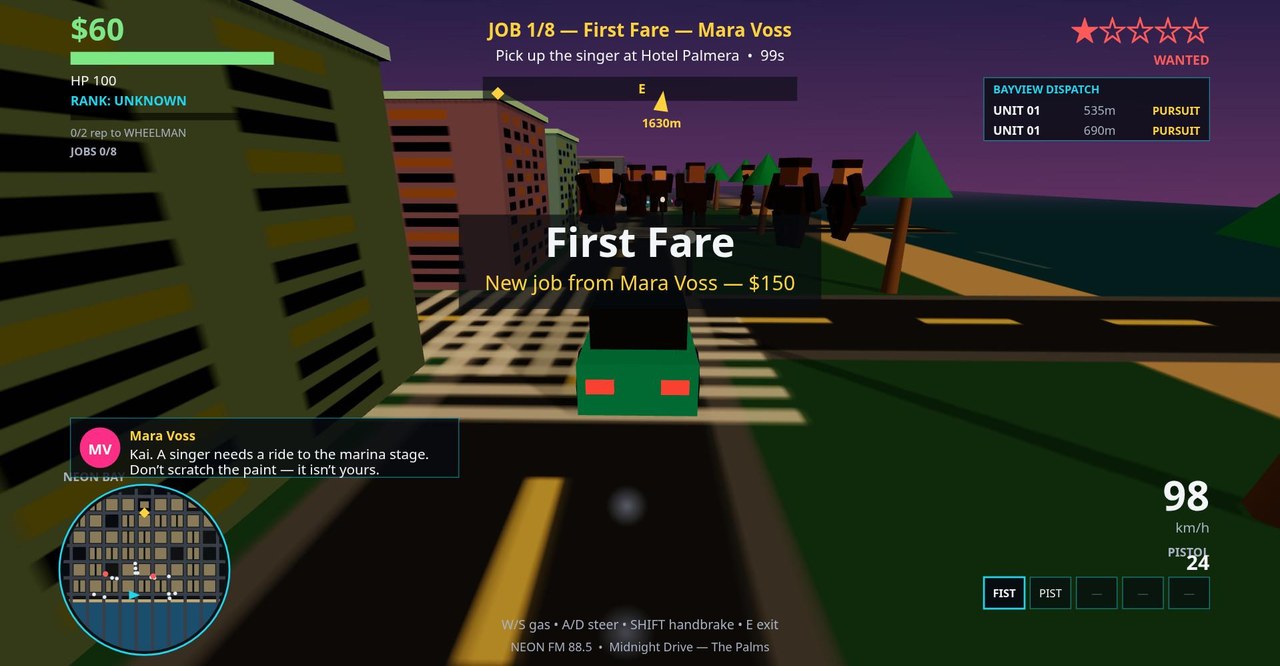 $60
HP 100
RANK: UNKNOWN
0/2 rep to WHEELMAN
JOBS 0/8
JOB 1/8 — First Fare — Mara Voss
Pick up the singer at Hotel Palmera • 99s
E
1630m
WANTED
BAYVIEW DISPATCH
UNIT 01 535m PURSUIT
UNIT 01 690m PURSUIT
First Fare
New job from Mara Voss — $150
MV
Mara Voss
Kai. A singer needs a ride to the marina stage.
Don’t scratch the paint — it isn’t yours.
NEON BAY
98
km/h
PISTOL
24
FIST PIST — — —
W/S gas • A/D steer • SHIFT handbrake • E exit
NEON FM 88.5 • Midnight Drive — The Palms